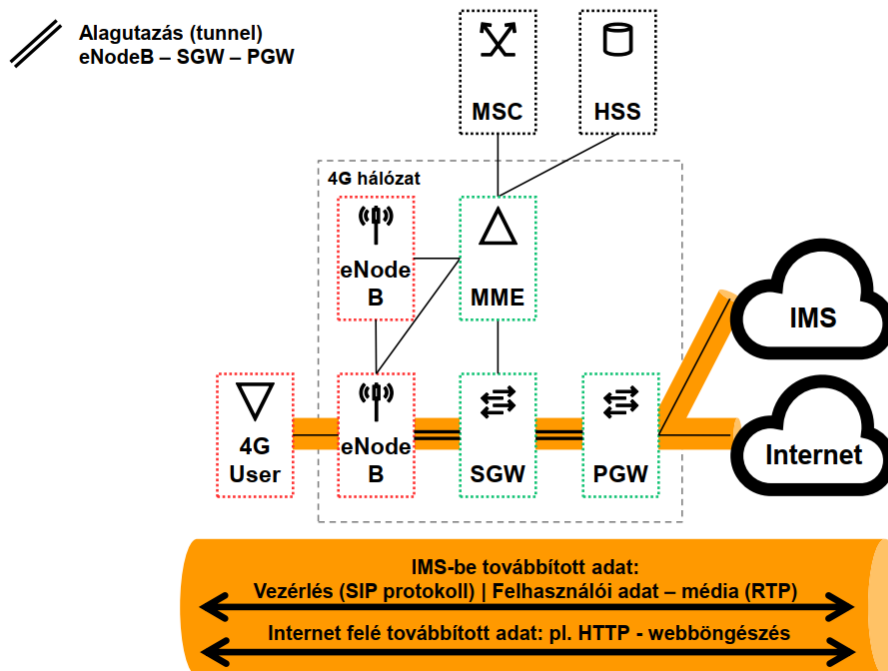 Alagutazás (tunnel)
eNodeB – SGW – PGW
MSC
HSS
4G hálózat
eNode
B
MME
IMS
4G
User
eNode
B
SGW
PGW
Internet
IMS-be továbbított adat:
Vezérlés (SIP protokoll) | Felhasználói adat – média (RTP)
Internet felé továbbított adat: pl. HTTP - webböngészés